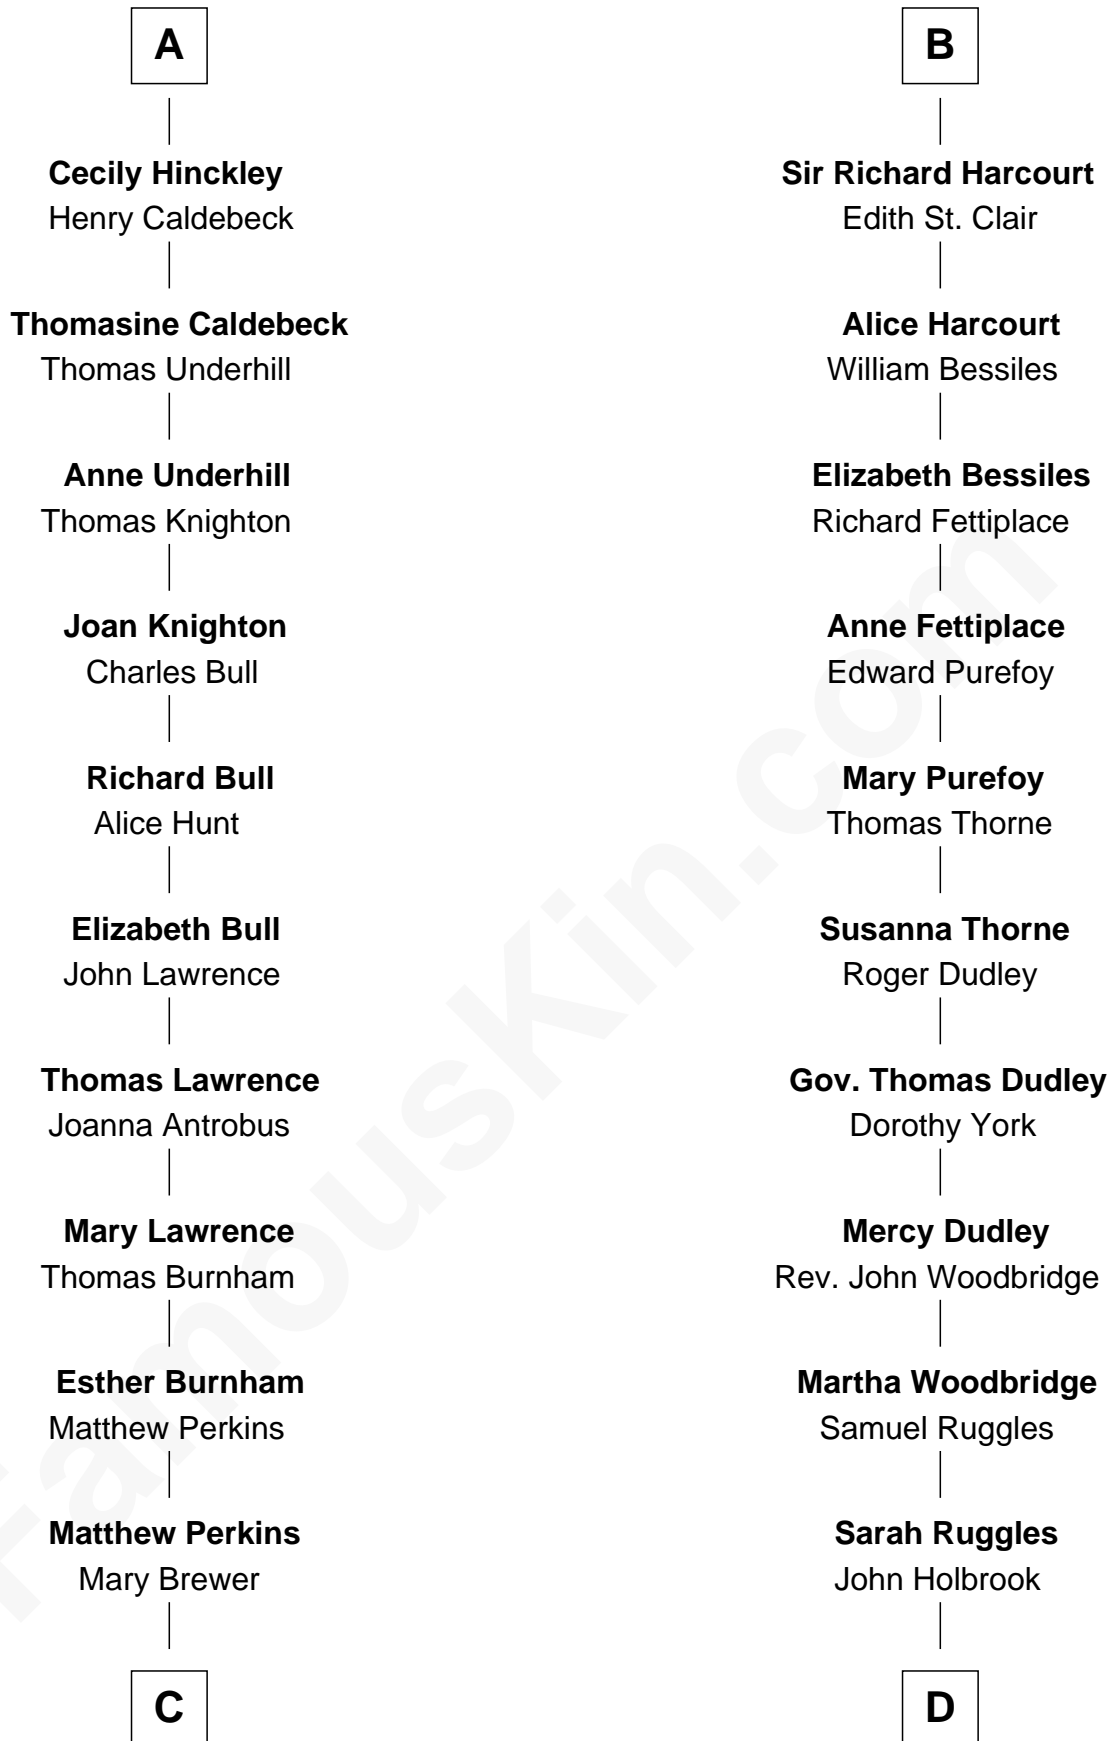 A
Cecily Hinckley
Henry Caldebeck
Thomasine Caldebeck
Thomas Underhill
Anne Underhill
Thomas Knighton
Joan Knighton
Charles Bull
Richard Bull
Alice Hunt
Elizabeth Bull
John Lawrence
Thomas Lawrence
Joanna Antrobus
Mary Lawrence
Thomas Burnham
Esther Burnham
Matthew Perkins
Matthew Perkins
Mary Brewer
C
B
Sir Richard Harcourt
Edith St. Clair
Alice Harcourt
William Bessiles
Elizabeth Bessiles
Richard Fettiplace
Anne Fettiplace
Edward Purefoy
Mary Purefoy
Thomas Thorne
Susanna Thorne
Roger Dudley
Gov. Thomas Dudley
Dorothy York
Mercy Dudley
Rev. John Woodbridge
Martha Woodbridge
Samuel Ruggles
Sarah Ruggles
John Holbrook
D
FamousKin.com